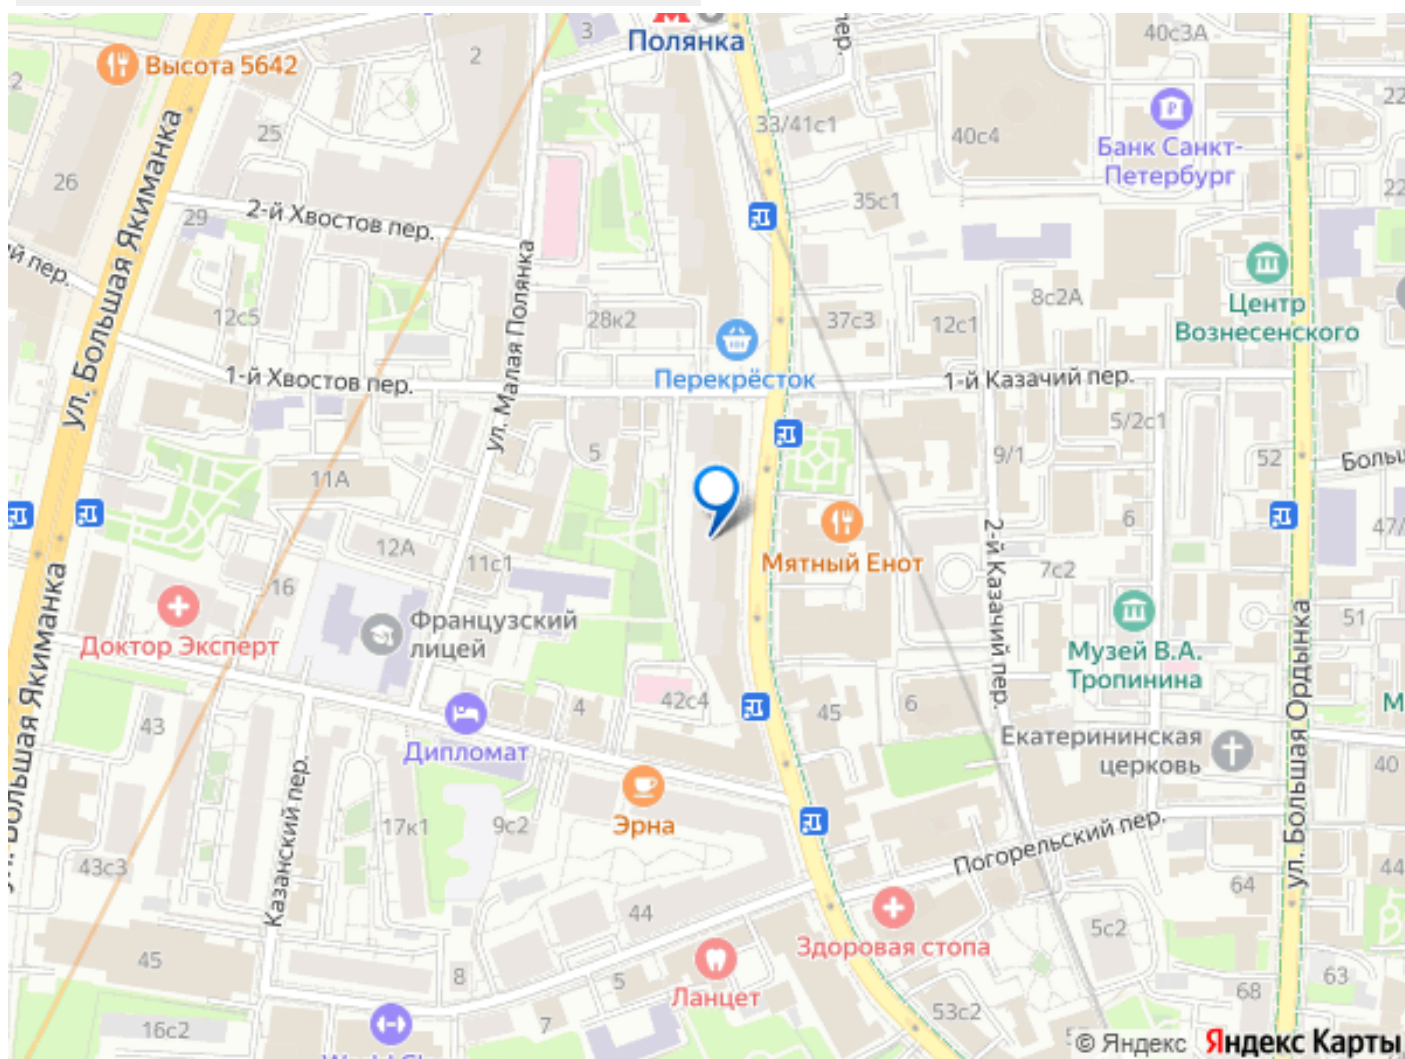 Полянка
3
2
Высота 5642
40с3А
пер.
2
22
25
33/41с1
40с4
Банк Санкт-
Петербург
26
22
35с1
29
2-й Хвостов пер.
ул. Большая Якиманка
ул. Малая Полянка
й пер.
8с2А
Центр
Вознесенского
12с5
28к2
37с3
12с1
Перекрёсток
1-й Хвостов пер.
1-й Казачий пер.
5/2с1
5
9/1
52
Больш
11А
6
47/
12А
11с1
Мятный Енот
2-й Казачий пер.
7с2
16
Французский
лицей
Доктор Эксперт
51
Музей В.А.
Тропинина
ул. Большая Якиманка
ул. Большая Ордынка
42с4
4
45
6
М
43
Дипломат
Екатерининская
церковь
40
Казанский пер.
Эрна
17к1
9с2
Погорельский пер.
43с3
44
64
44
Здоровая стопа
5с2
45
8
5
Ланцет
63
68
53с2
16с2
7
5
© Яндекс Яндекс Карты